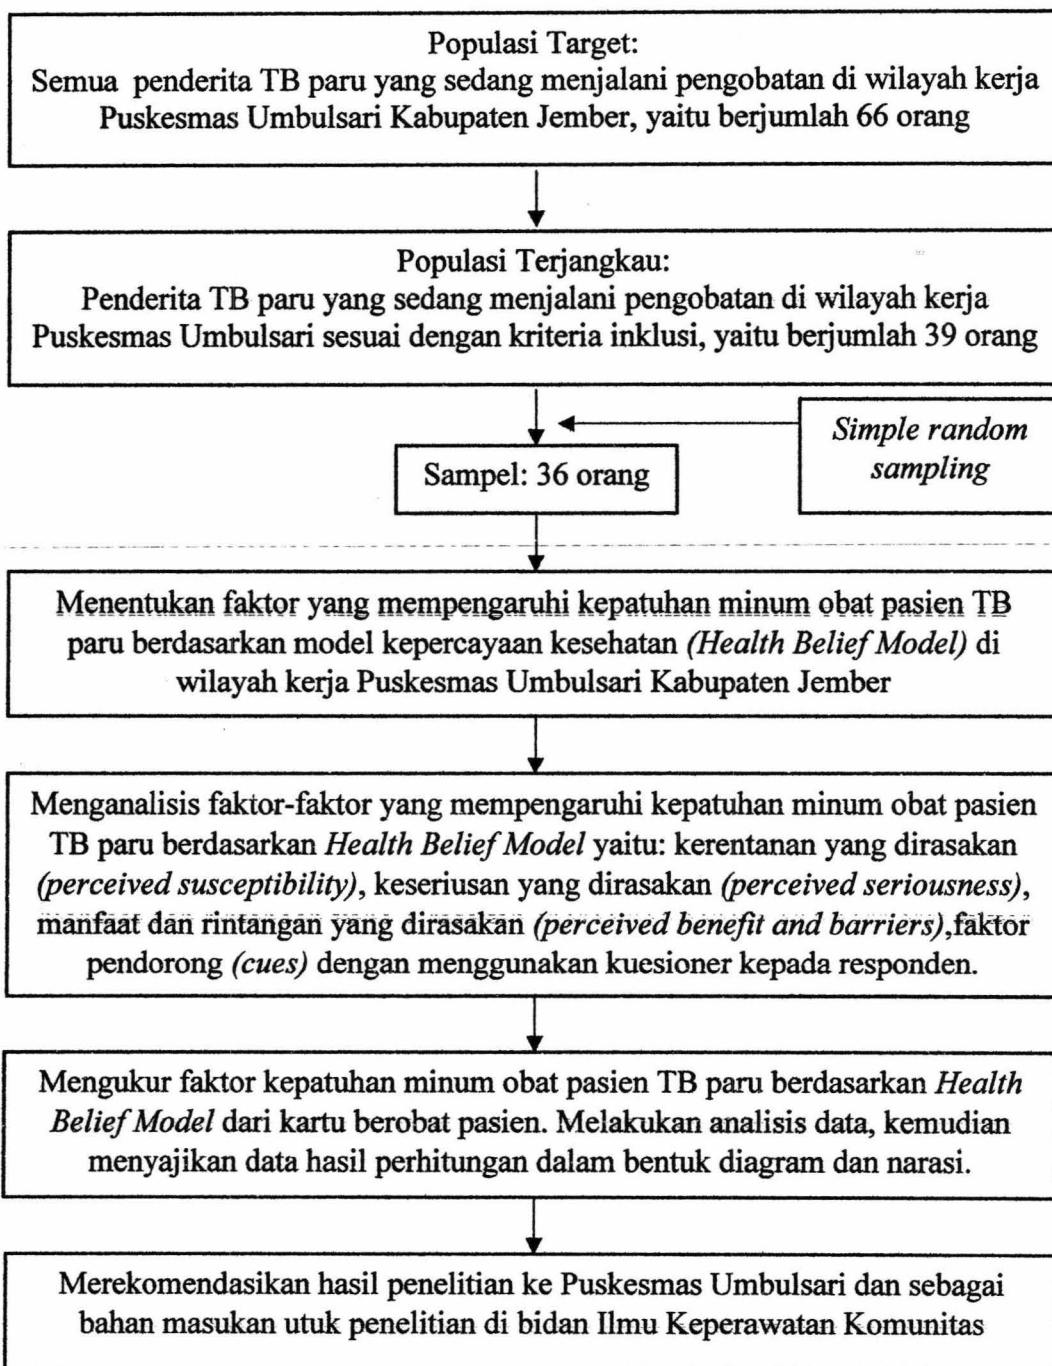 Populasi Target:
Semua penderita TB paru yang sedang menjalani pengobatan di wilayah kerja
Puskesmas Umbulsari Kabupaten Jember, yaitu berjumlah 66 orang
Populasi Terjangkau:
Penderita TB paru yang sedang menjalani pengobatan di wilayah kerja
Puskesmas Umbulsari sesuai dengan kriteria inklusi, yaitu berjumlah 39 orang
Simple random
sampling
Sampel: 36 orang
Menentukan faktor yang mempengaruhi kepatuhan minum obat pasien TB
paru berdasarkan model kepercayaan kesehatan (Health Belief Model) di
wilayah kerja Puskesmas Umbulsari Kabupaten Jember
Menganalisis faktor-faktor yang mempengaruhi kepatuhan minum obat pasien
TB paru berdasarkan Health Belief Model yaitu: kerentanan yang dirasakan
(perceived susceptibility), keseriusan yang dirasakan (perceived seriousness),
manfaat dan rintangan yang dirasakan (perceived benefit and barriers),faktor
pendorong (cues) dengan menggunakan kuesioner kepada responden.
Mengukur faktor kepatuhan minum obat pasien TB paru berdasarkan Health
Belief Model dari kartu berobat pasien. Melakukan analisis data, kemudian
menyajikan data hasil perhitungan dalam bentuk diagram dan narasi.
Merekomendasikan hasil penelitian ke Puskesmas Umbulsari dan sebagai
bahan masukan utuk penelitian di bidan Ilmu Keperawatan Komunitas